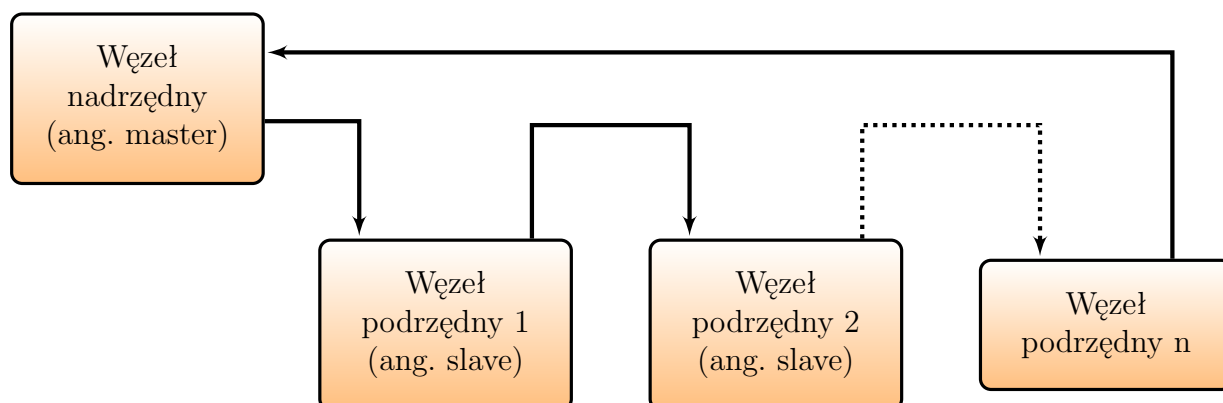 Węzeł
nadrzędny
(ang. master)
Węzeł
podrzędny 1
(ang. slave)
Węzeł
podrzędny 2
(ang. slave)
Węzeł
podrzędny n